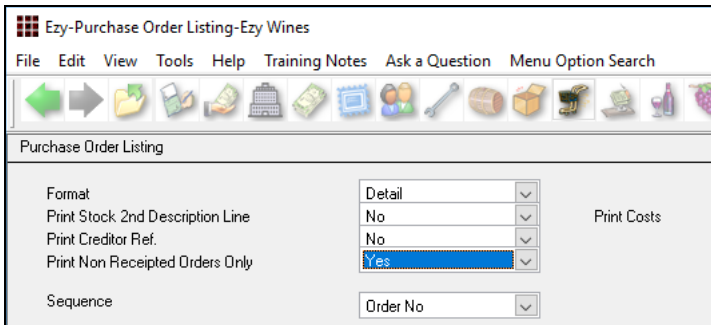 Ezy-Purchase Order Listing-Ezy Wines
File Edit View Tools Help Training Notes Ask a Question Menu Option Search
Purchase Order Listing
Format Detail
Print Stock 2nd Description Line No Print Costs
Print Creditor Ref. No
Print Non Receipted Orders Only Yes
Sequence Order No